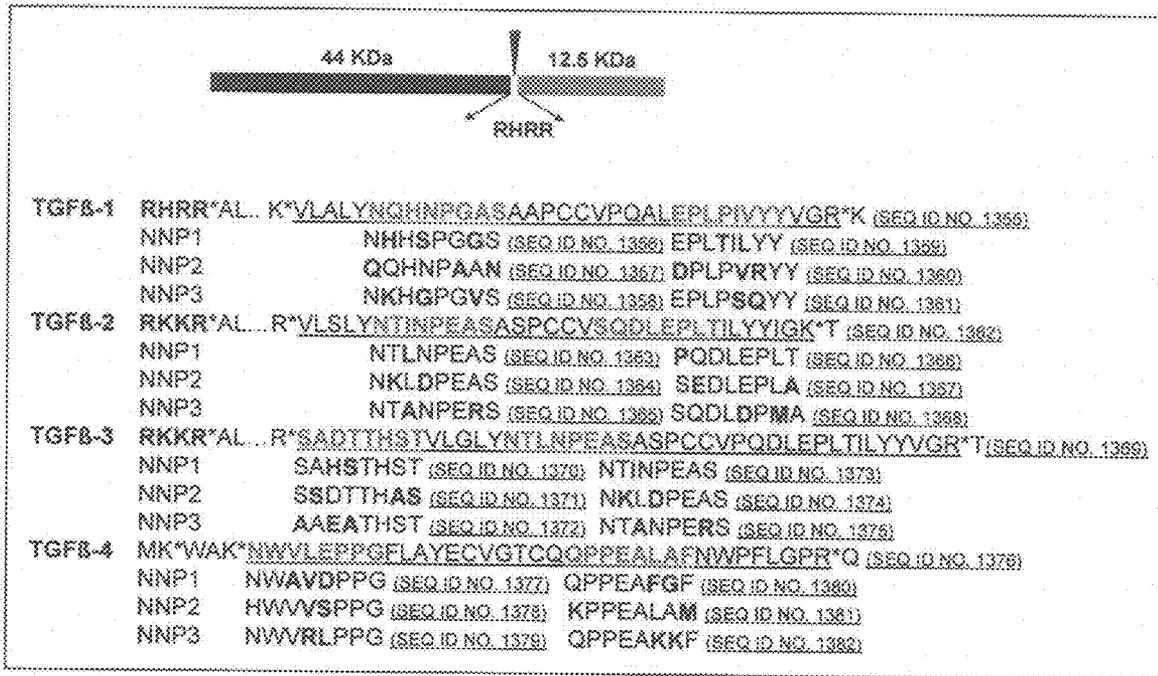 44 KDa 12.5 KDa
RHRR
TGFß-1 RHRR*AL.. K*VLALYNQHNPGASAAPCCVPQALEPLPIVYYVGR*K (SEQ ID NO. 1355)
NNP1 NHHSPGGS (SEQ ID NO. 1356) EPLTILYY (SEQ ID NO. 1359)
NNP2 QQHNPAAN (SEQ ID NO. 1357) DPLPVRYY (SEQ ID NO. 1360)
NNP3 NKHGPGVS (SEQ ID NO. 1358) EPLPSQYY (SEQ ID NO. 1361)
TGFß-2 RKKR*AL...R*VLSLYNTINPEASASPCCVSQDLEPLTILYYIGK*T (SEQ ID NO. 1362)
NNP1 NTLNPEAS (SEQ ID NO. 1363) PQDLEPLT (SEQ ID NO. 1366)
NNP2 NKLDPEAS (SEQ ID NO. 1364) SEDLEPLA (SEQ ID NO. 1367)
NNP3 NTANPERS (SEQ ID NO. 1365) SQDLDPMA (SEQ ID NO. 1368)
TGFß-3 RKKR*AL...R*SADTTHSTVLGLYNTLNPEASASPCCVPQDLEPLTILYYVGR*T(SEQ ID NO. 1369)
NNP1 SAHSTHST (SEQ ID NO. 1370) NTINPEAS (SEQ ID NO. 1373)
NNP2 SSDTTHAS (SEQ ID NO. 1371) NKLDPEAS (SEQ ID NO. 1374)
NNP3 AAEATHST (SEQ ID NO. 1372) NTANPERS (SEQ ID NO. 1375)
TGFß-4 MK*WAK*NWVLEPPGFLAYECVGTCQQPPEALAFNWPFLGPR*Q (SEQ ID NO. 1376)
NNP1 NWAVDPPG (SEQ ID NO. 1377) QPPEAFGF (SEQ ID NO. 1380)
NNP2 HWVVSPPG (SEQ ID NO. 1378) KPPEALAM (SEQ ID NO. 1381)
NNP3 NWVRLPPG (SEQ ID NO. 1379) QPPEAKKF (SEQ ID NO. 1382)